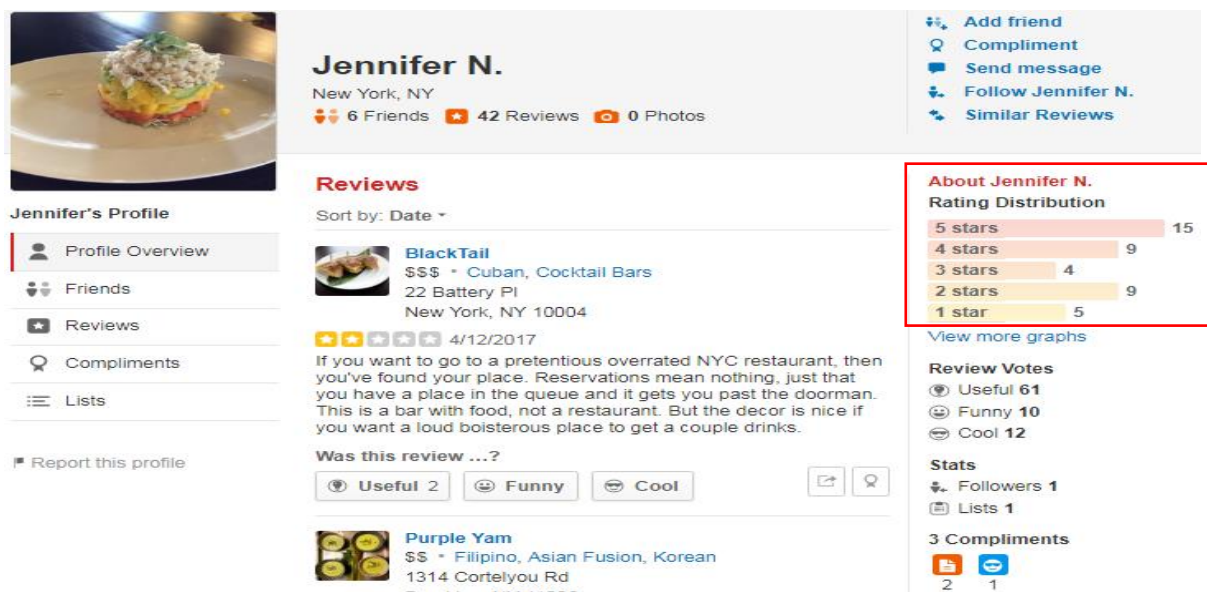 Jennifer N.
New York, NY
6 Friends 42 Reviews 0 Photos
Add friend
Compliment
Send message
Follow Jennifer N.
Similar Reviews
Jennifer's Profile
Profile Overview
Friends
Reviews
Compliments
Lists
Report this profile
Reviews
Sort by: Date
BlackTail
$$$ • Cuban, Cocktail Bars
22 Battery Pl
New York, NY 10004
4/12/2017
If you want to go to a pretentious overrated NYC restaurant, then
you've found your place. Reservations mean nothing, just that
you have a place in the queue and it gets you past the doorman.
This is a bar with food, not a restaurant. But the decor is nice if
you want a loud boisterous place to get a couple drinks.
Was this review ...?
Useful 2 Funny Cool
Purple Yam
$$ • Filipino, Asian Fusion, Korean
1314 Cortelyou Rd
About Jennifer N.
Rating Distribution
5 stars 15
4 stars 9
3 stars 4
2 stars 9
1 star 5
View more graphs
Review Votes
Useful 61
Funny 10
Cool 12
Stats
Followers 1
Lists 1
3 Compliments
2 1